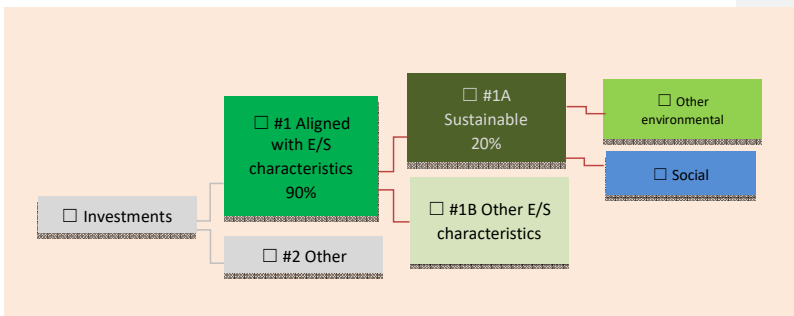 ☐ Investments
☐ #1 Aligned
with E/S
characteristics
90%
☐ #2 Other
☐ #1A
Sustainable
20%
☐ #1B Other E/S
characteristics
☐ Other
environmental
☐ Social